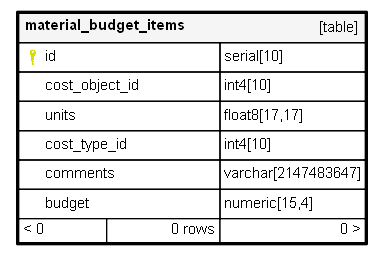 material_budget_items [table]
id serial[10]
cost_object_id int4[10]
units float8[17,17]
cost_type_id int4[10]
comments varchar[2147483647]
budget numeric[15,4]
< 0 0 rows 0 >